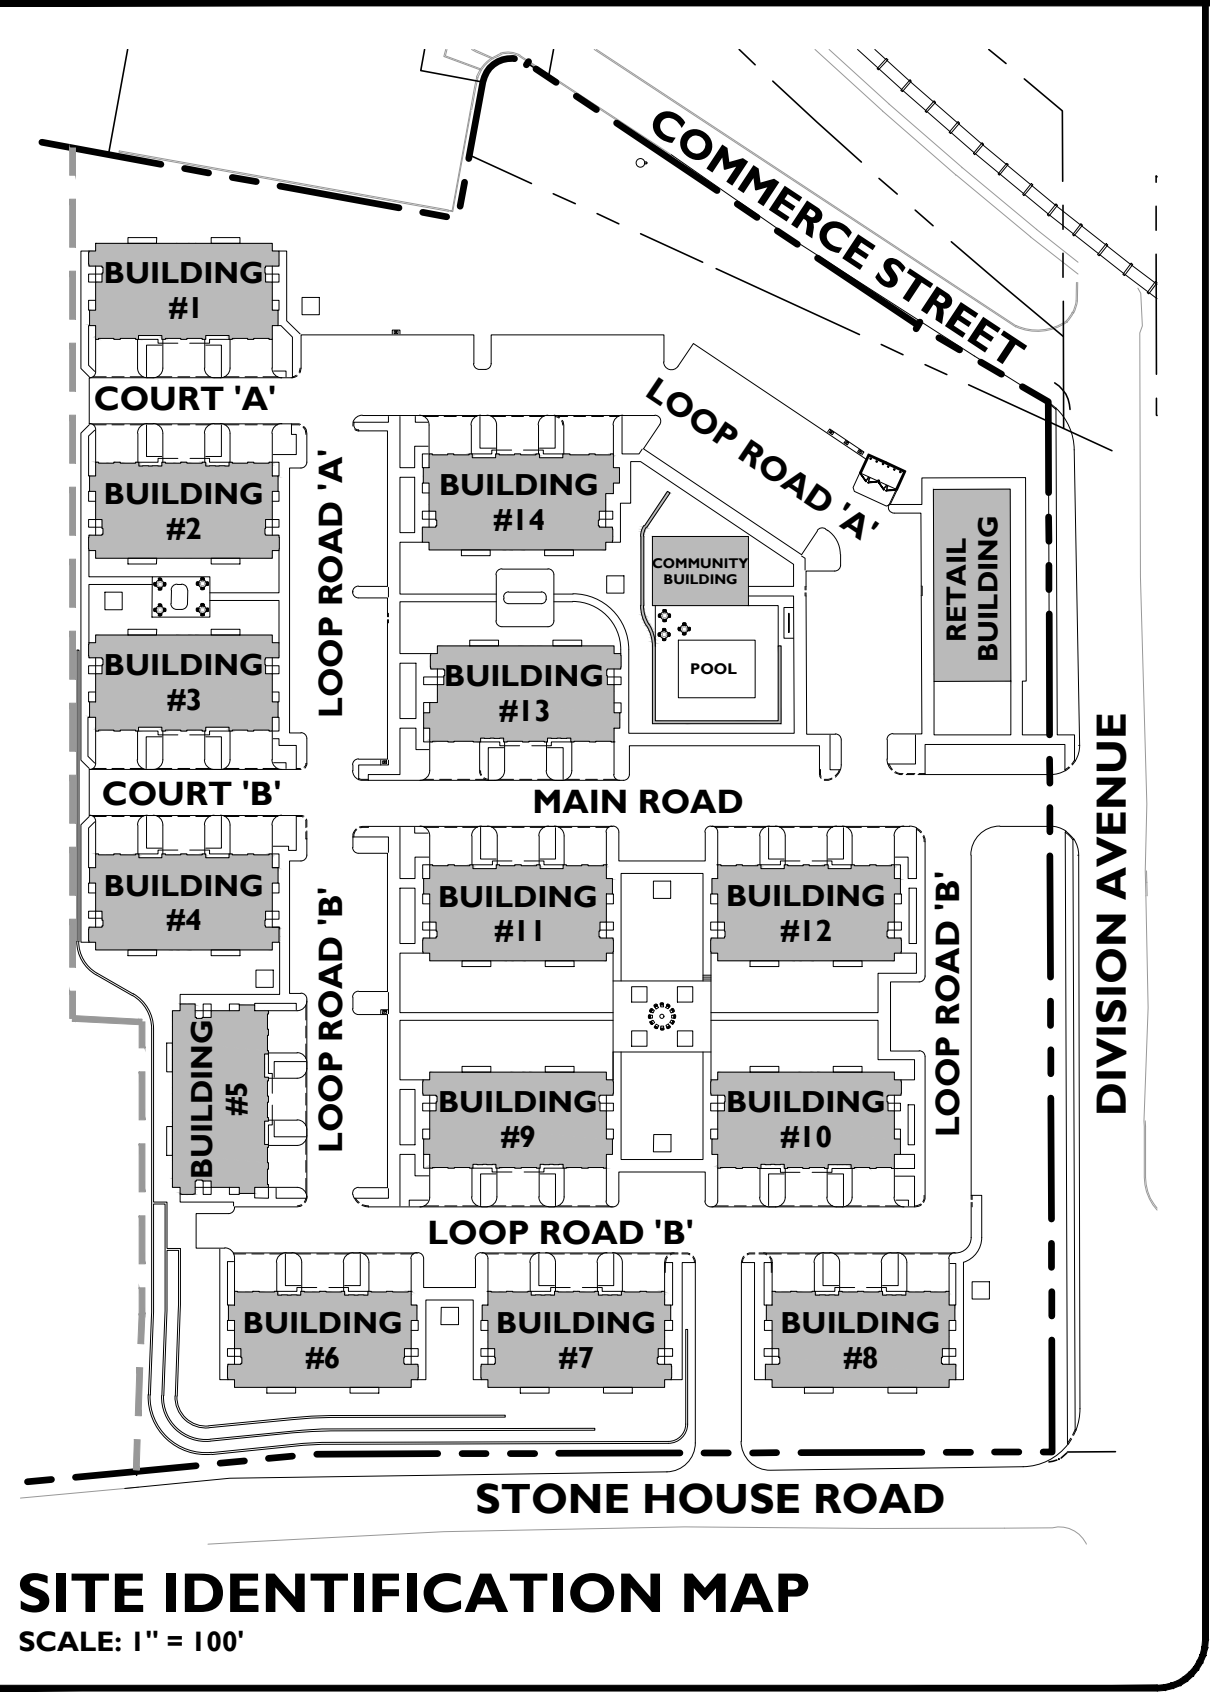 COMMERCE STREET
BUILDING
#1
COURT 'A'
LOOP ROAD 'A'
BUILDING
#2
LOOP ROAD 'A'
BUILDING
#14
COMMUNITY
BUILDING
RETAIL
BUILDING
BUILDING
#3
BUILDING
#13
POOL
COURT 'B'
MAIN ROAD
DIVISION AVENUE
BUILDING
#4
LOOP ROAD 'B'
BUILDING
#11
BUILDING
#12
LOOP ROAD 'B'
BUILDING
#5
BUILDING
#9
BUILDING
#10
LOOP ROAD 'B'
BUILDING
#6
BUILDING
#7
BUILDING
#8
STONE HOUSE ROAD
SITE IDENTIFICATION MAP
SCALE: 1" = 100'